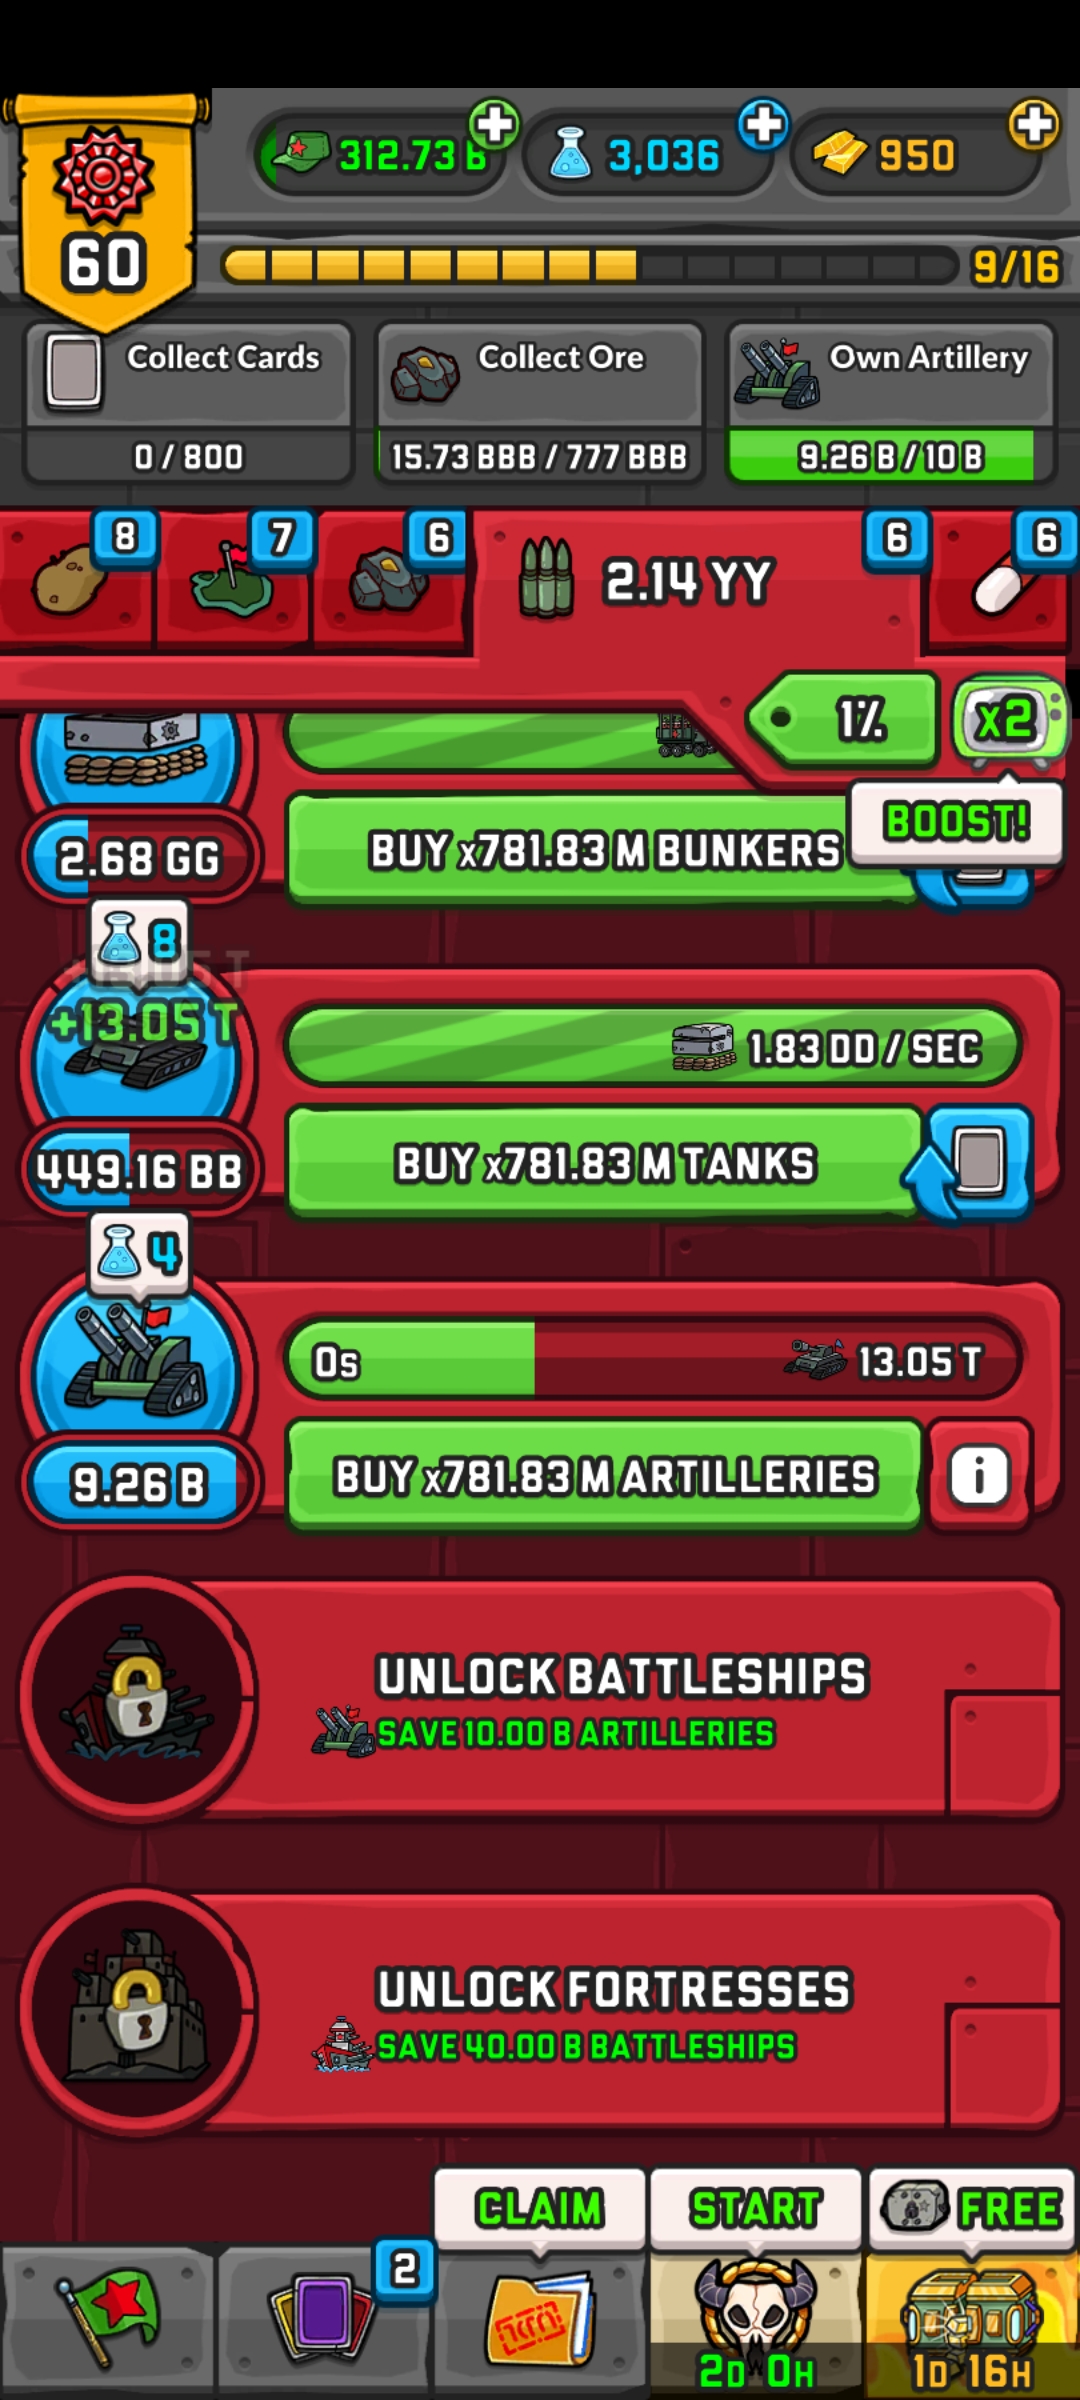 312.73 B
3,036
950
60
9/16
Collect Cards
Collect Ore
Own Artillery
0 / 800
15.73 BBB / 777 BBB
9.26 B / 10 B
8
7
6
2.14 YY
6
6
1%
x2
BOOST!
2.68 GG
BUY x781.83 M BUNKERS
8
+13.05 T
1.83 DD / SEC
449.16 BB
BUY x781.83 M TANKS
4
0s
13.05 T
9.26 B
BUY x781.83 M ARTILLERIES
i
UNLOCK BATTLESHIPS
SAVE 10.00 B ARTILLERIES
UNLOCK FORTRESSES
SAVE 40.00 B BATTLESHIPS
CLAIM
START
FREE
2
2D 0H
1D 16H